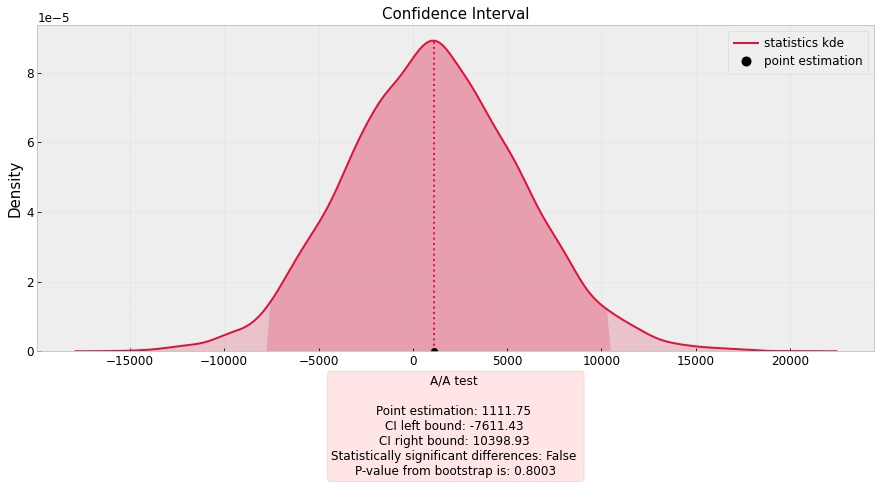 Confidence Interval
1e−5
statistics kde
point estimation
8
6
4
2
0
Density
−15000 −10000 −5000 0 5000 10000 15000 20000
A/A test
Point estimation: 1111.75
CI left bound: -7611.43
CI right bound: 10398.93
Statistically significant differences: False
P-value from bootstrap is: 0.8003